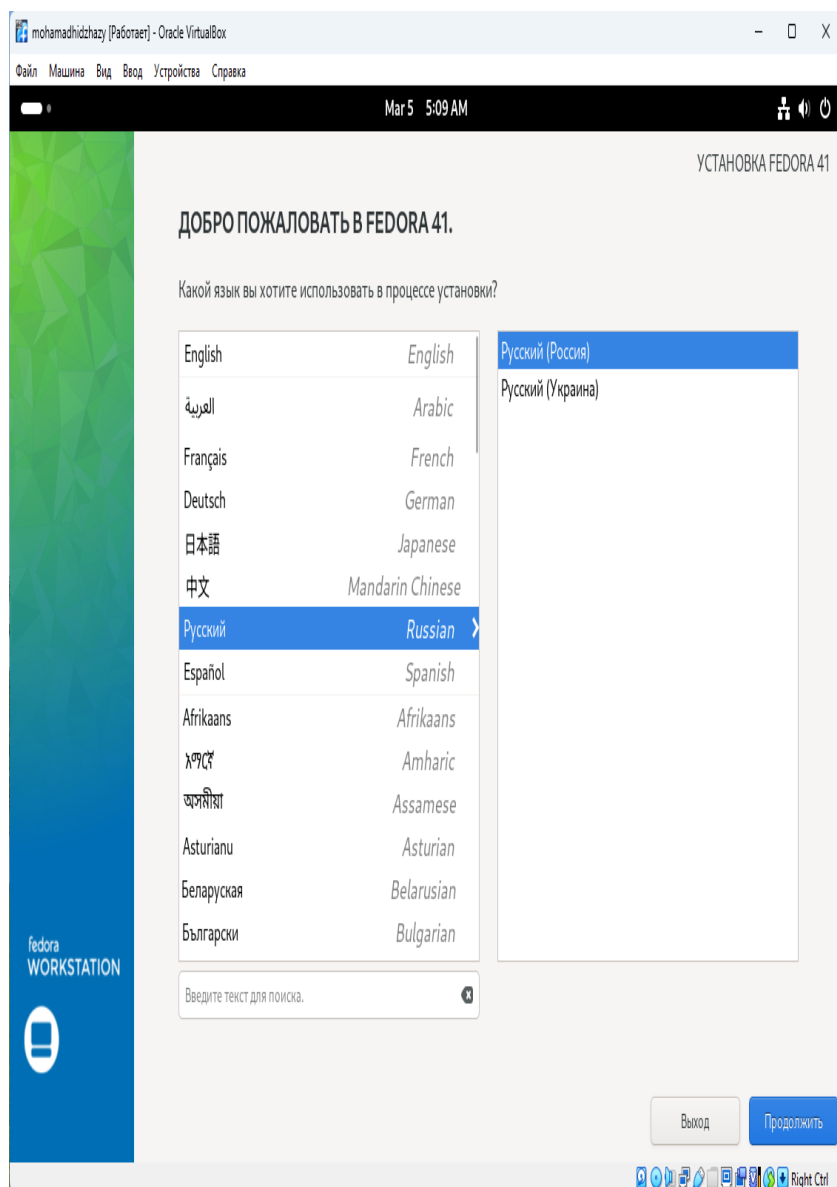 mohamadhidzhazy [Работает] - Oracle VirtualBox
Файл Машина Вид Ввод Устройства Справка
Mar 5 5:09 AM
УСТАНОВКА FEDORA 41
ДОБРО ПОЖАЛОВАТЬ В FEDORA 41.
Какой язык вы хотите использовать в процессе установки?
English English
العربية Arabic
Français French
Deutsch German
日本語 Japanese
中文 Mandarin Chinese
Русский Russian
Español Spanish
Afrikaans Afrikaans
አማርኛ Amharic
অসমীয়া Assamese
Asturianu Asturian
Беларуская Belarusian
Български Bulgarian
Русский (Россия)
Русский (Украина)
Введите текст для поиска.
fedora
WORKSTATION
Выход Продолжить
Right Ctrl